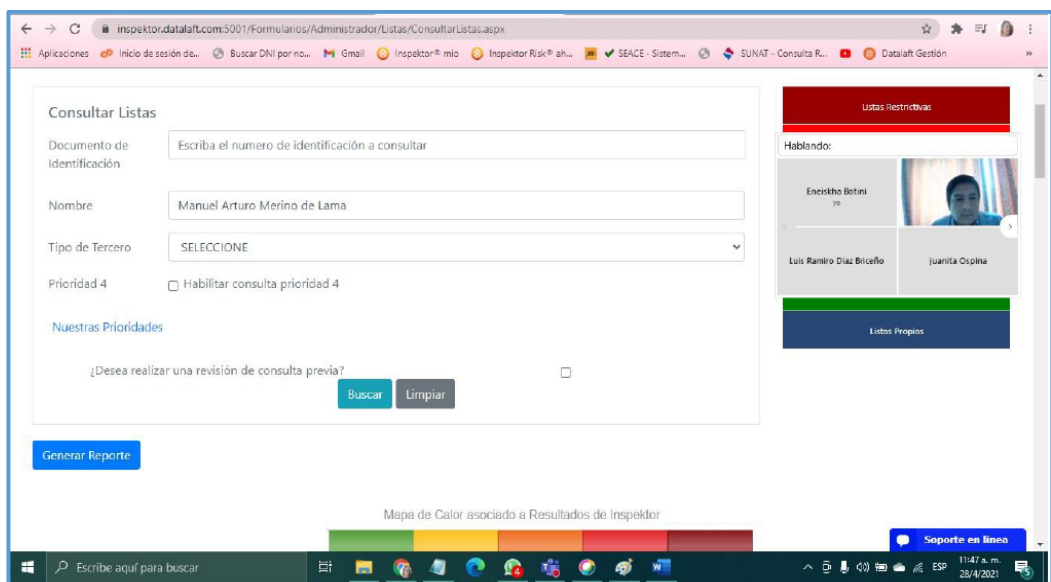 inspektor.datalaft.com:5001/Formularios/Administrador/Listas/ConsultarListas.aspx
Aplicaciones Inicio de sesión de... Buscar DNI por no... Gmail Inspektor® mio Inspektor Risk® ah... SEACE - Sistem... SUNAT - Consulta R... Datalaft Gestión »
Consultar Listas
Documento de Identificación
Escriba el numero de identificación a consultar
Nombre
Manuel Arturo Merino de Lama
Tipo de Tercero
SELECCIONE
Prioridad 4
Habilitar consulta prioridad 4
Nuestras Prioridades
¿Desea realizar una revisión de consulta previa?
Buscar Limpiar
Generar Reporte
Mapa de Calor asociado a Resultados de Inspektor
Listas Restrictivas
Hablando:
Eneiskha Botini
yo
Luis Ramiro Diaz Briceño
Juanita Ospina
Listas Propias
Soporte en línea
Escribe aquí para buscar
ESP
11:47 a. m.
28/4/2021